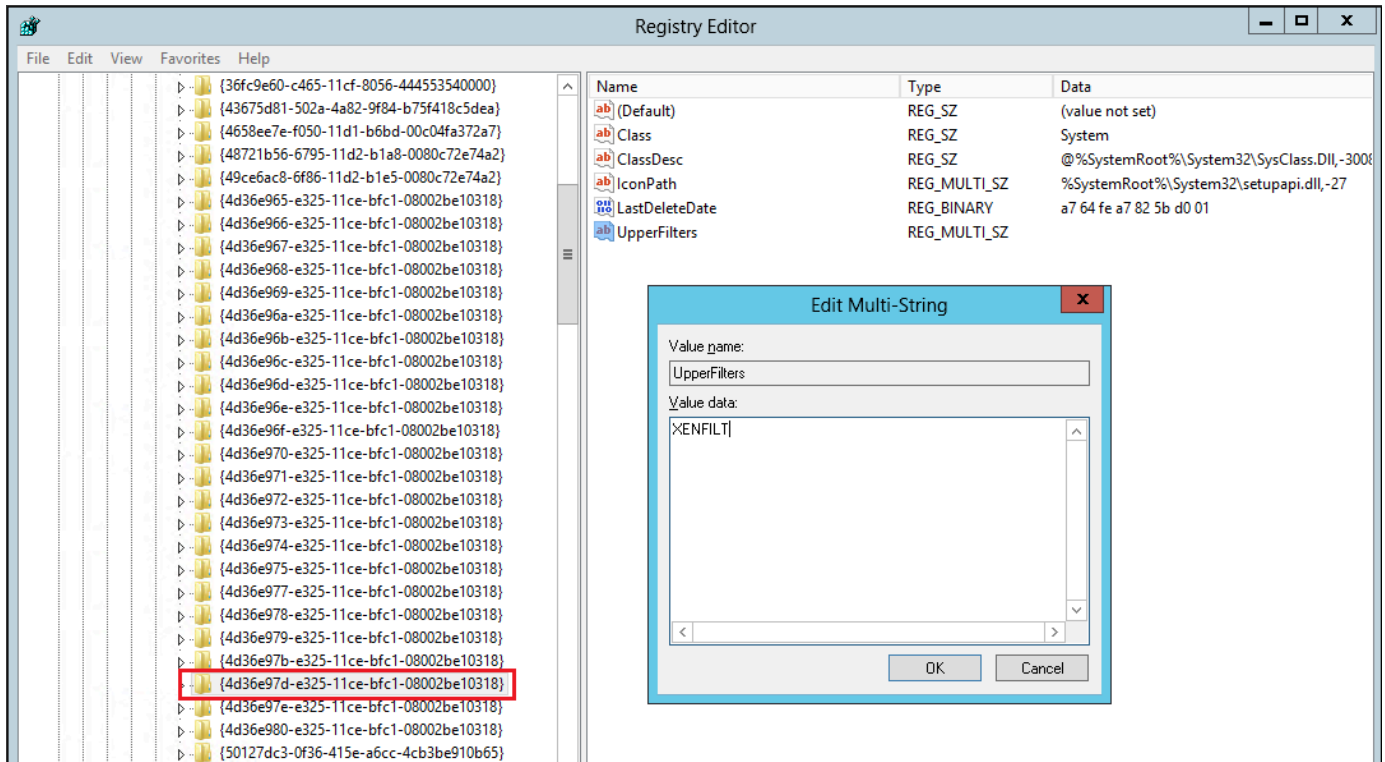 Registry Editor
File Edit View Favorites Help
{36fc9e60-c465-11cf-8056-444553540000}
{43675d81-502a-4a82-9f84-b75f418c5dea}
{4658ee7e-f050-11d1-b6bd-00c04fa372a7}
{48721b56-6795-11d2-b1a8-0080c72e74a2}
{49ce6ac8-6f86-11d2-b1e5-0080c72e74a2}
{4d36e965-e325-11ce-bfc1-08002be10318}
{4d36e966-e325-11ce-bfc1-08002be10318}
{4d36e967-e325-11ce-bfc1-08002be10318}
{4d36e968-e325-11ce-bfc1-08002be10318}
{4d36e969-e325-11ce-bfc1-08002be10318}
{4d36e96a-e325-11ce-bfc1-08002be10318}
{4d36e96b-e325-11ce-bfc1-08002be10318}
{4d36e96c-e325-11ce-bfc1-08002be10318}
{4d36e96d-e325-11ce-bfc1-08002be10318}
{4d36e96e-e325-11ce-bfc1-08002be10318}
{4d36e96f-e325-11ce-bfc1-08002be10318}
{4d36e970-e325-11ce-bfc1-08002be10318}
{4d36e971-e325-11ce-bfc1-08002be10318}
{4d36e972-e325-11ce-bfc1-08002be10318}
{4d36e973-e325-11ce-bfc1-08002be10318}
{4d36e974-e325-11ce-bfc1-08002be10318}
{4d36e975-e325-11ce-bfc1-08002be10318}
{4d36e977-e325-11ce-bfc1-08002be10318}
{4d36e978-e325-11ce-bfc1-08002be10318}
{4d36e979-e325-11ce-bfc1-08002be10318}
{4d36e97b-e325-11ce-bfc1-08002be10318}
{4d36e97d-e325-11ce-bfc1-08002be10318}
{4d36e97e-e325-11ce-bfc1-08002be10318}
{4d36e980-e325-11ce-bfc1-08002be10318}
{50127dc3-0f36-415e-a6cc-4cb3be910b65}
Name Type Data
(Default) REG_SZ (value not set)
Class REG_SZ System
ClassDesc REG_SZ @%SystemRoot%\System32\SysClass.Dll,-3008
IconPath REG_MULTI_SZ %SystemRoot%\System32\setupapi.dll,-27
LastDeleteDate REG_BINARY a7 64 fe a7 82 5b d0 01
UpperFilters REG_MULTI_SZ
Edit Multi-String
Value name:
UpperFilters
Value data:
XENFILT
OK Cancel